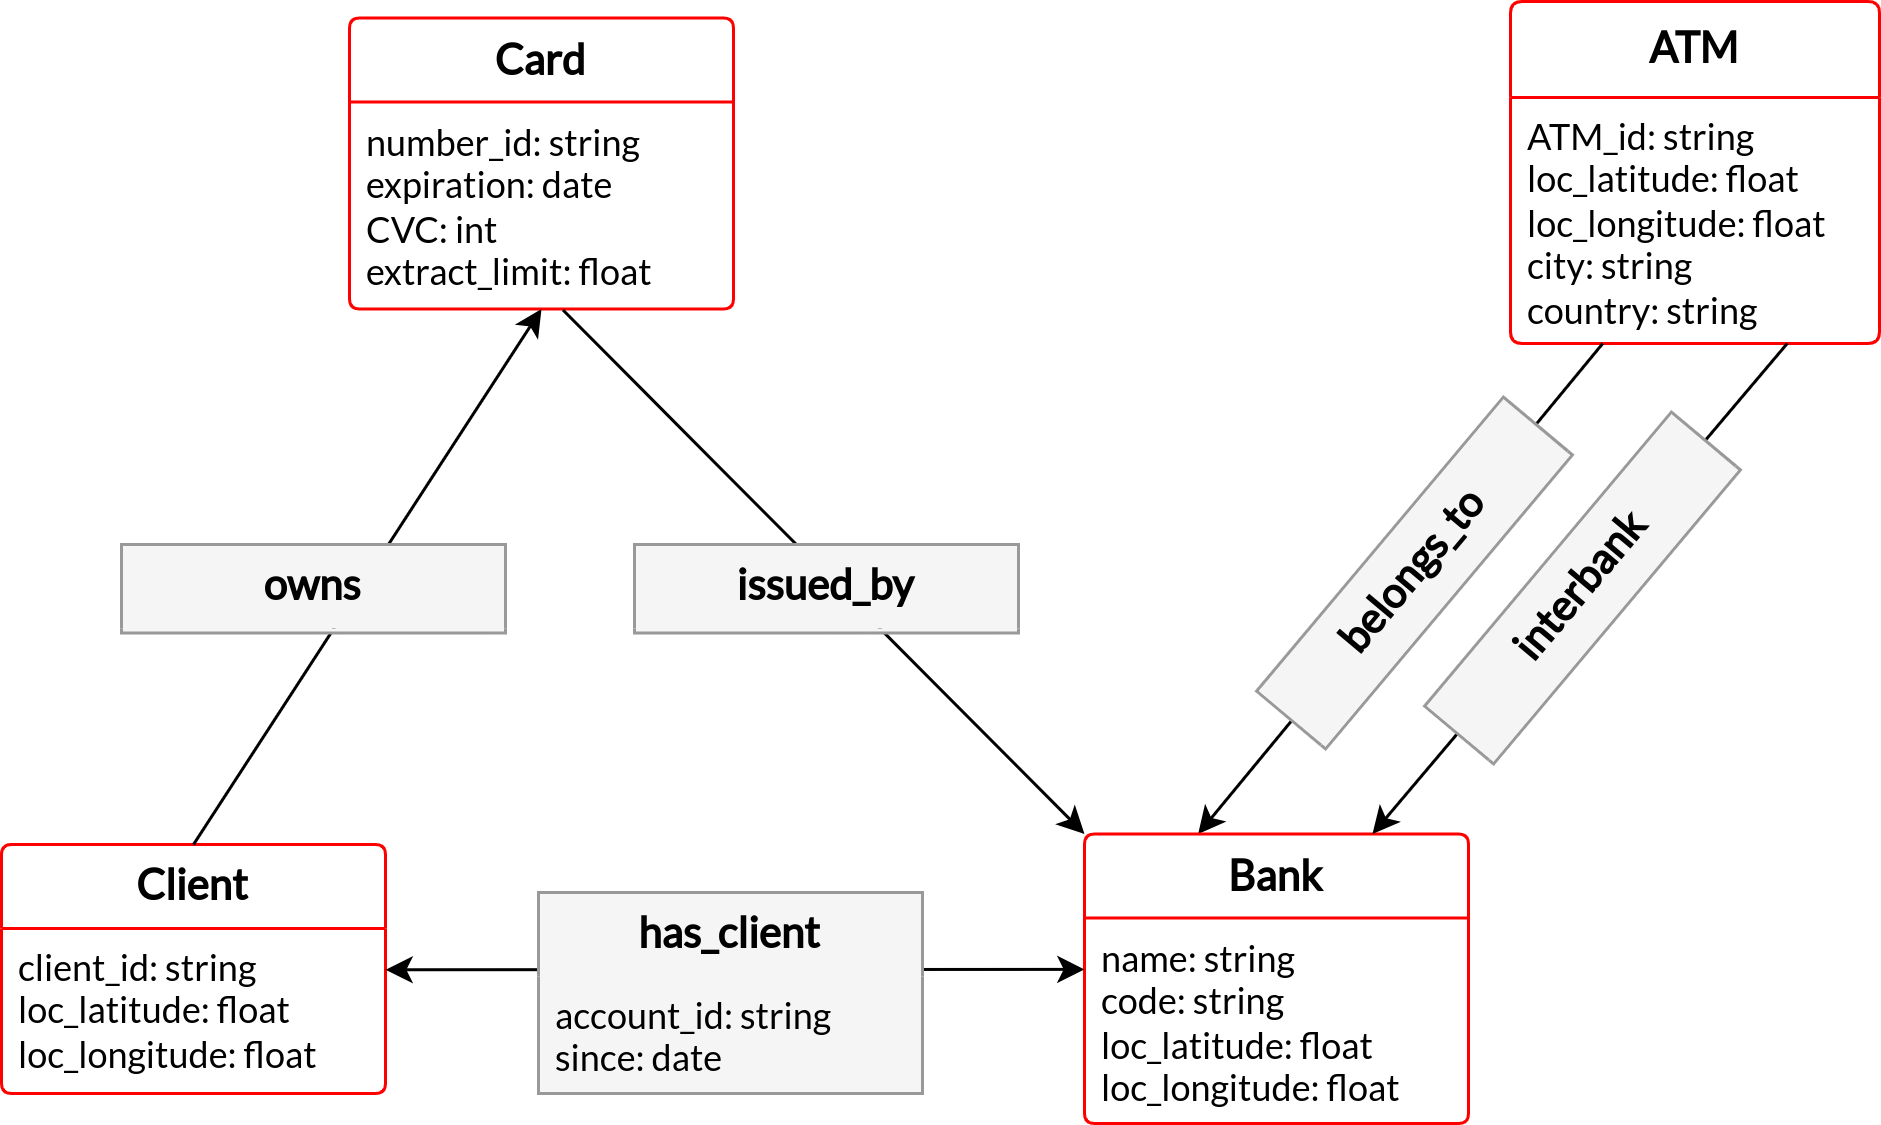 Card
number_id: string
expiration: date
CVC: int
extract_limit: float
ATM
ATM_id: string
loc_latitude: float
loc_longitude: float
city: string
country: string
owns
issued_by
belongs_to
interbank
Client
client_id: string
loc_latitude: float
loc_longitude: float
has_client
account_id: string
since: date
Bank
name: string
code: string
loc_latitude: float
loc_longitude: float